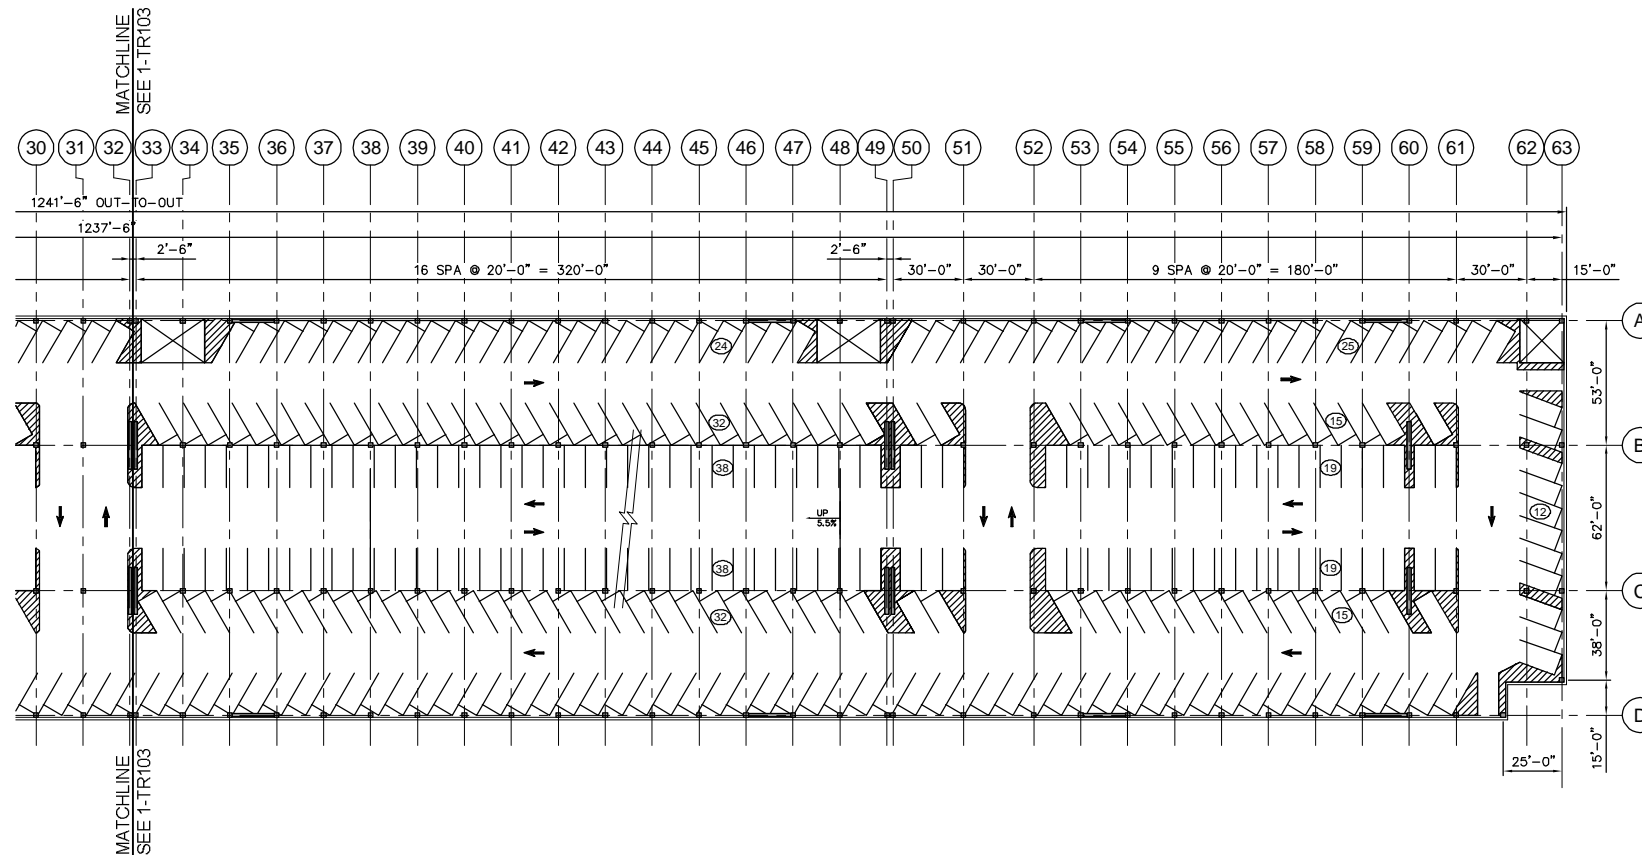 MATCHLINE
SEE 1-TR103
30 31 32 33 34 35 36 37 38 39 40 41 42 43 44 45 46 47 48 49 50 51 52 53 54 55 56 57 58 59 60 61 62 63
1241'-6" OUT-TO-OUT
1237'-6"
2'-6" 2'-6"
16 SPA @ 20'-0" = 320'-0" 30'-0" 30'-0" 9 SPA @ 20'-0" = 180'-0" 30'-0" 15'-0"
A
24 25
53'-0"
32 15
B
38 19
UP
5.5%
12
62'-0"
38 19
C
32 15
38'-0"
15'-0"
D
25'-0"
MATCHLINE
SEE 1-TR103